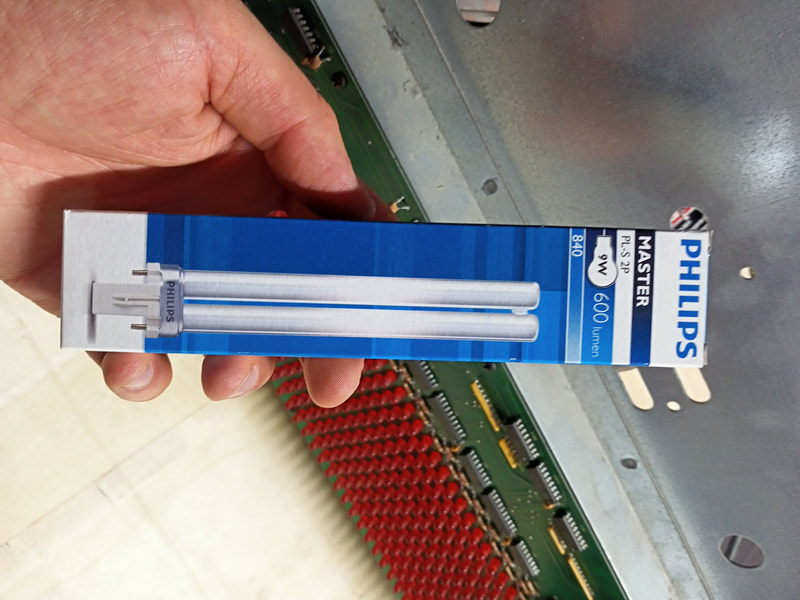 PHILIPS
MASTER
PL-S 2P
9W
600 lumen
840
PHILIPS